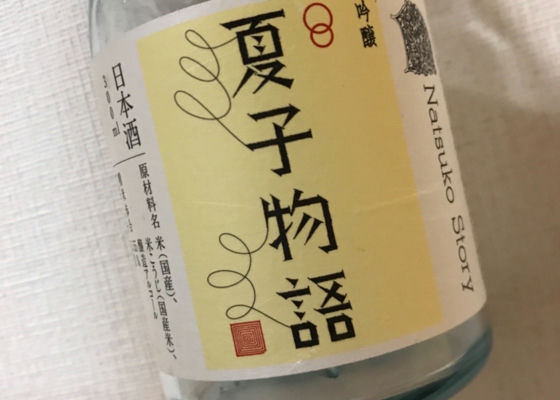 吟醸
夏子物語
Natsuko Story
日本酒
300ml
原材料名 米(国産)、
米こうじ(国産米)、
醸造アルコール